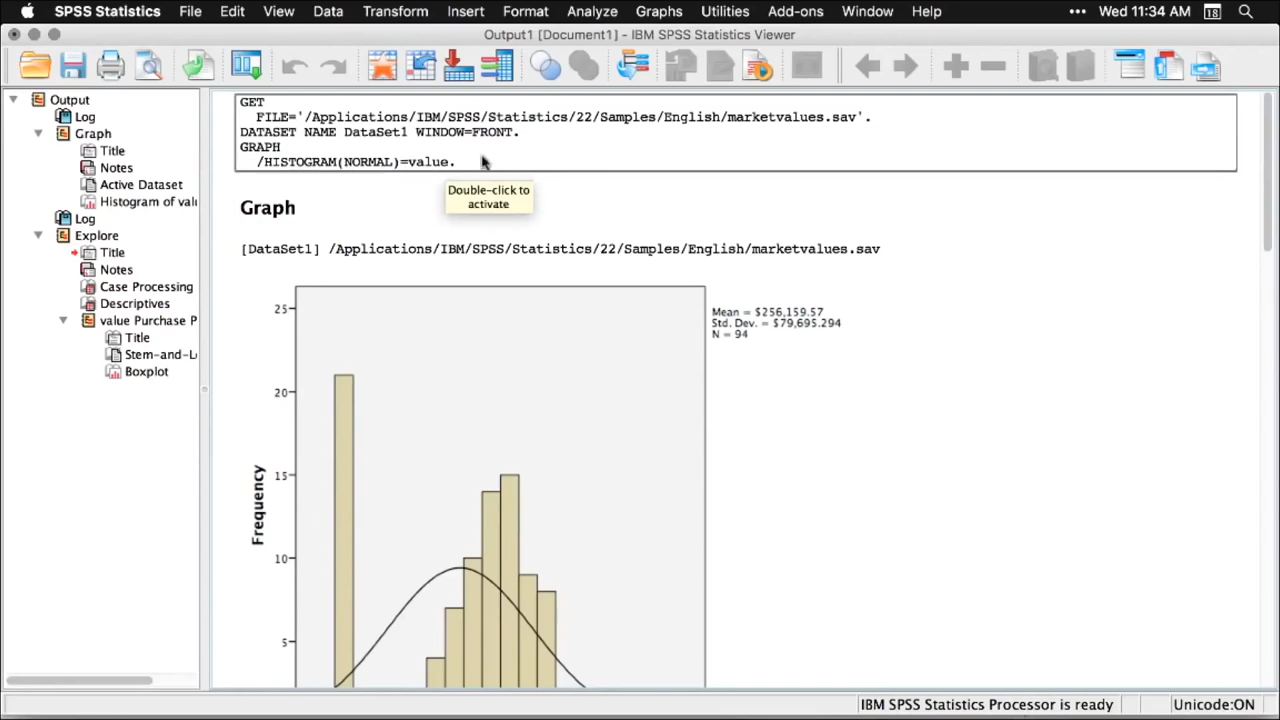 SPSS Statistics File Edit View Data Transform Insert Format Analyze Graphs Utilities Add-ons Window Help ••• Wed 11:34 AM 18
Output1 [Document1] - IBM SPSS Statistics Viewer
Output
Log
Graph
Title
Notes
Active Dataset
Histogram of valu
Log
Explore
Title
Notes
Case Processing
Descriptives
value Purchase P
Title
Stem-and-Le
Boxplot
GET
FILE='/Applications/IBM/SPSS/Statistics/22/Samples/English/marketvalues.sav'.
DATASET NAME DataSet1 WINDOW=FRONT.
GRAPH
/HISTOGRAM(NORMAL)=value.
Double-click to
activate
Graph
[DataSet1] /Applications/IBM/SPSS/Statistics/22/Samples/English/marketvalues.sav
25
20
15
10
5
Frequency
Mean = $256,159.57
Std. Dev. = $79,695.294
N = 94
IBM SPSS Statistics Processor is ready Unicode:ON